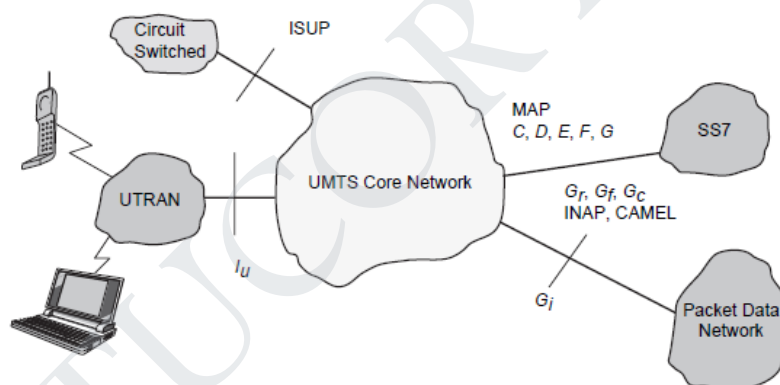 Circuit
Switched
ISUP
MAP
C, D, E, F, G
SS7
UMTS Core Network
UTRAN
Gr, Gf, Gc
INAP, CAMEL
Iu
Gi
Packet Data
Network